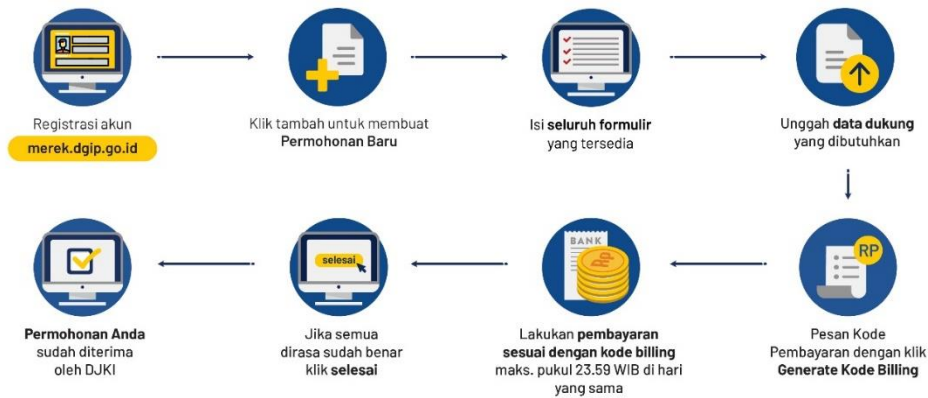 Registrasi akun
merek.dgip.go.id
Klik tambah untuk membuat
Permohonan Baru
Isi seluruh formulir
yang tersedia
Unggah data dukung
yang dibutuhkan
RP
Pesan Kode
Pembayaran dengan klik
Generate Kode Billing
BANK
Rp
Lakukan pembayaran
sesuai dengan kode billing
maks. pukul 23.59 WIB di hari
yang sama
selesai
Jika semua
dirasa sudah benar
klik selesai
Permohonan Anda
sudah diterima
oleh DJKI